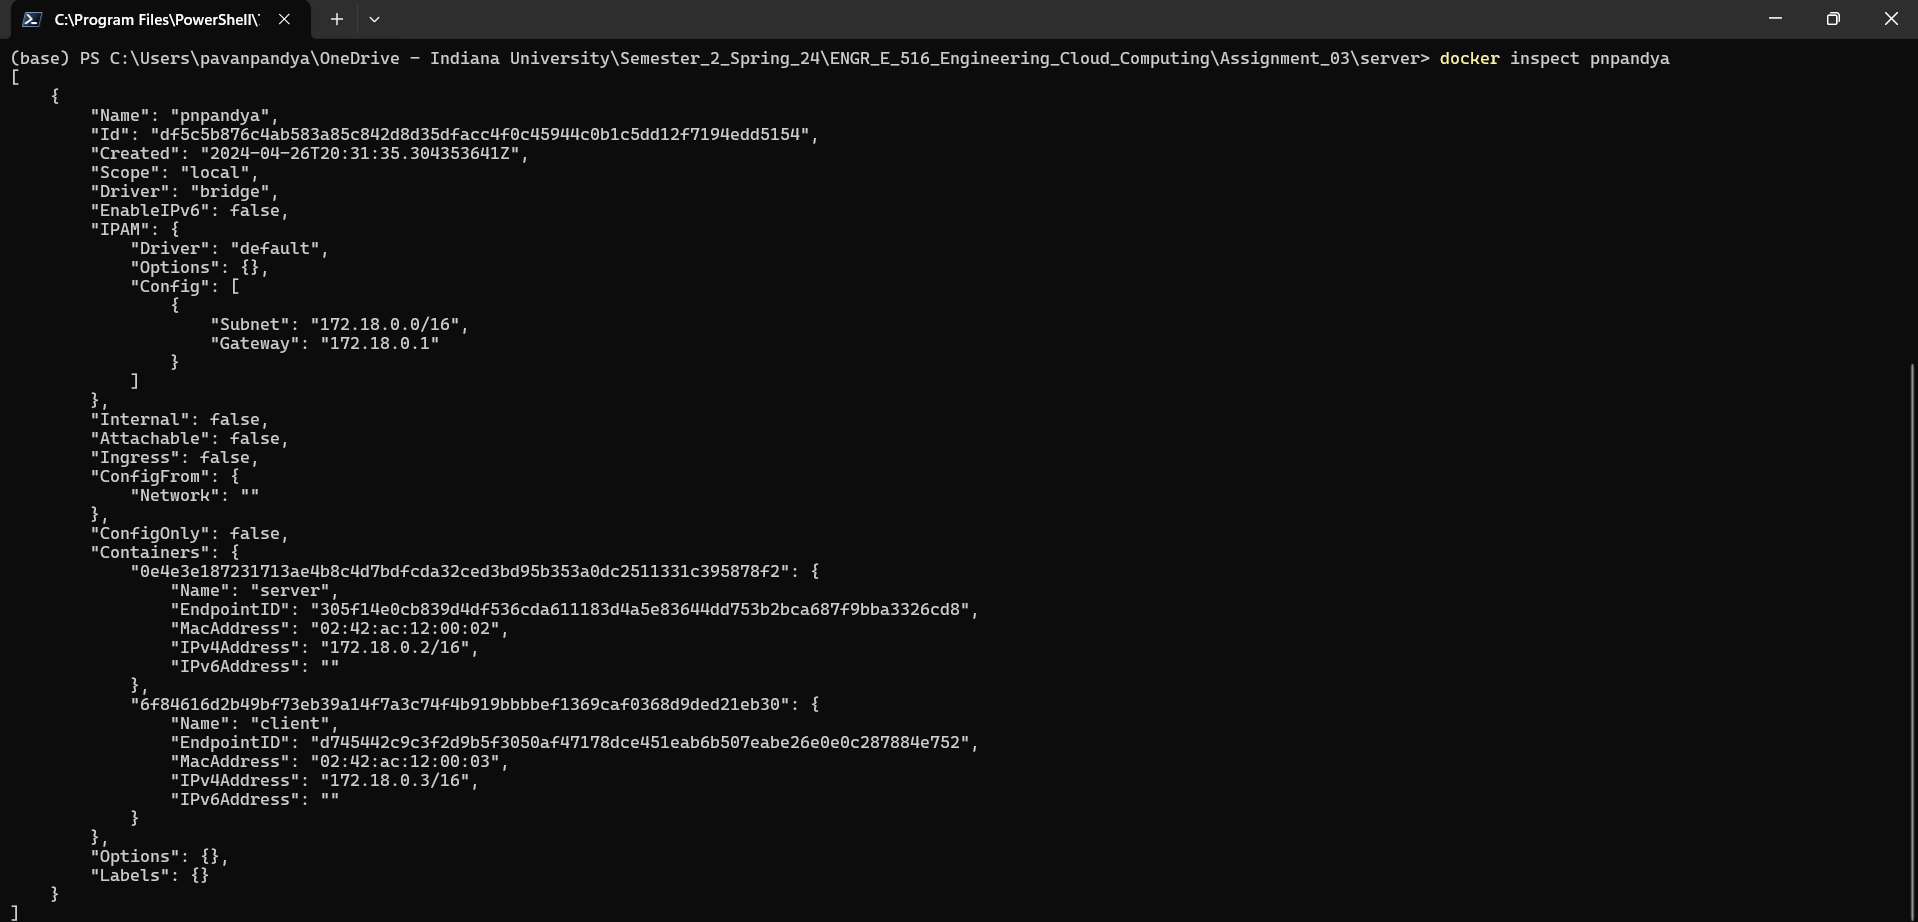 C:\Program Files\PowerShell\
(base) PS C:\Users\pavanpandya\OneDrive - Indiana University\Semester_2_Spring_24\ENGR_E_516_Engineering_Cloud_Computing\Assignment_03\server> docker inspect pnpandya
[
    {
        "Name": "pnpandya",
        "Id": "df5c5b876c4ab583a85c842d8d35dfacc4f0c45944c0b1c5dd12f7194edd5154",
        "Created": "2024-04-26T20:31:35.304353641Z",
        "Scope": "local",
        "Driver": "bridge",
        "EnableIPv6": false,
        "IPAM": {
            "Driver": "default",
            "Options": {},
            "Config": [
                {
                    "Subnet": "172.18.0.0/16",
                    "Gateway": "172.18.0.1"
                }
            ]
        },
        "Internal": false,
        "Attachable": false,
        "Ingress": false,
        "ConfigFrom": {
            "Network": ""
        },
        "ConfigOnly": false,
        "Containers": {
            "0e4e3e187231713ae4b8c4d7bdfcda32ced3bd95b353a0dc2511331c395878f2": {
                "Name": "server",
                "EndpointID": "305f14e0cb839d4df536cda611183d4a5e83644dd753b2bca687f9bba3326cd8",
                "MacAddress": "02:42:ac:12:00:02",
                "IPv4Address": "172.18.0.2/16",
                "IPv6Address": ""
            },
            "6f84616d2b49bf73eb39a14f7a3c74f4b919bbbbef1369caf0368d9ded21eb30": {
                "Name": "client",
                "EndpointID": "d745442c9c3f2d9b5f3050af47178dce451eab6b507eabe26e0e0c287884e752",
                "MacAddress": "02:42:ac:12:00:03",
                "IPv4Address": "172.18.0.3/16",
                "IPv6Address": ""
            }
        },
        "Options": {},
        "Labels": {}
    }
]